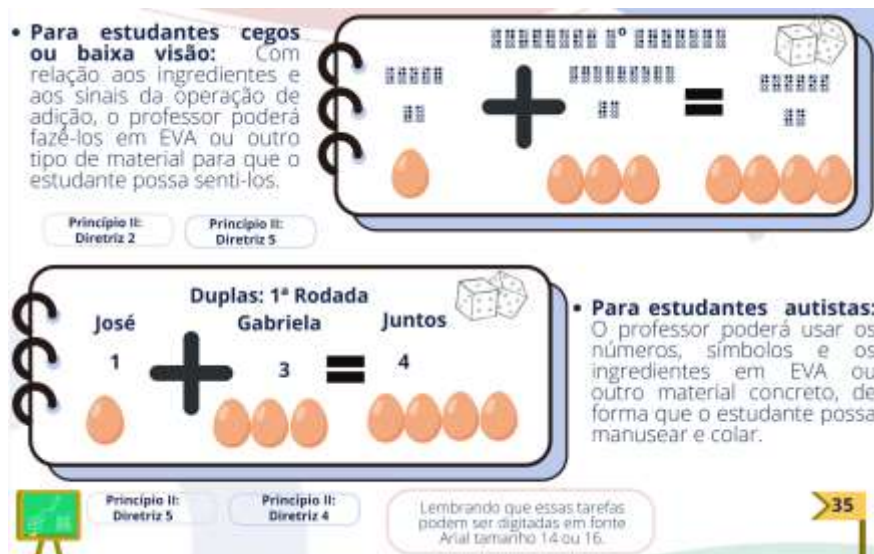 • Para estudantes cegos
ou baixa visão: Com
relação aos ingredientes e
aos sinais da operação de
adição, o professor poderá
fazê-los em EVA ou outro
tipo de material para que o
estudante possa senti-los.
Princípio II:
Diretriz 2
Princípio II:
Diretriz 5
Duplas: 1ª Rodada
José
Gabriela
Juntos
1
3
4
• Para estudantes autistas:
O professor poderá usar os
números, símbolos e os
ingredientes em EVA ou
outro material concreto, de
forma que o estudante possa
manusear e colar.
Princípio II:
Diretriz 5
Princípio II:
Diretriz 4
Lembrando que essas tarefas
podem ser digitadas em fonte
Arial tamanho 14 ou 16.
35